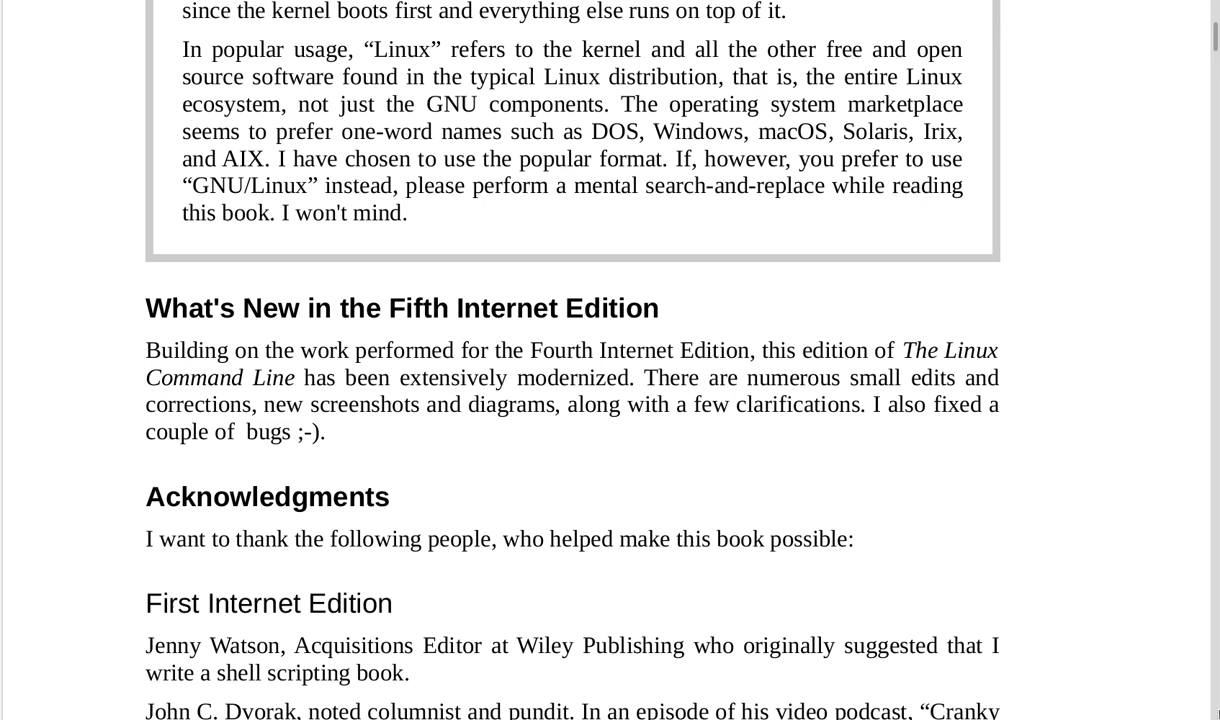 since the kernel boots first and everything else runs on top of it.
In popular usage, “Linux” refers to the kernel and all the other free and open
source software found in the typical Linux distribution, that is, the entire Linux
ecosystem, not just the GNU components. The operating system marketplace
seems to prefer one-word names such as DOS, Windows, macOS, Solaris, Irix,
and AIX. I have chosen to use the popular format. If, however, you prefer to use
“GNU/Linux” instead, please perform a mental search-and-replace while reading
this book. I won't mind.
What's New in the Fifth Internet Edition
Building on the work performed for the Fourth Internet Edition, this edition of The Linux
Command Line has been extensively modernized. There are numerous small edits and
corrections, new screenshots and diagrams, along with a few clarifications. I also fixed a
couple of  bugs ;-).
Acknowledgments
I want to thank the following people, who helped make this book possible:
First Internet Edition
Jenny Watson, Acquisitions Editor at Wiley Publishing who originally suggested that I
write a shell scripting book.
John C. Dvorak, noted columnist and pundit. In an episode of his video podcast, “Cranky